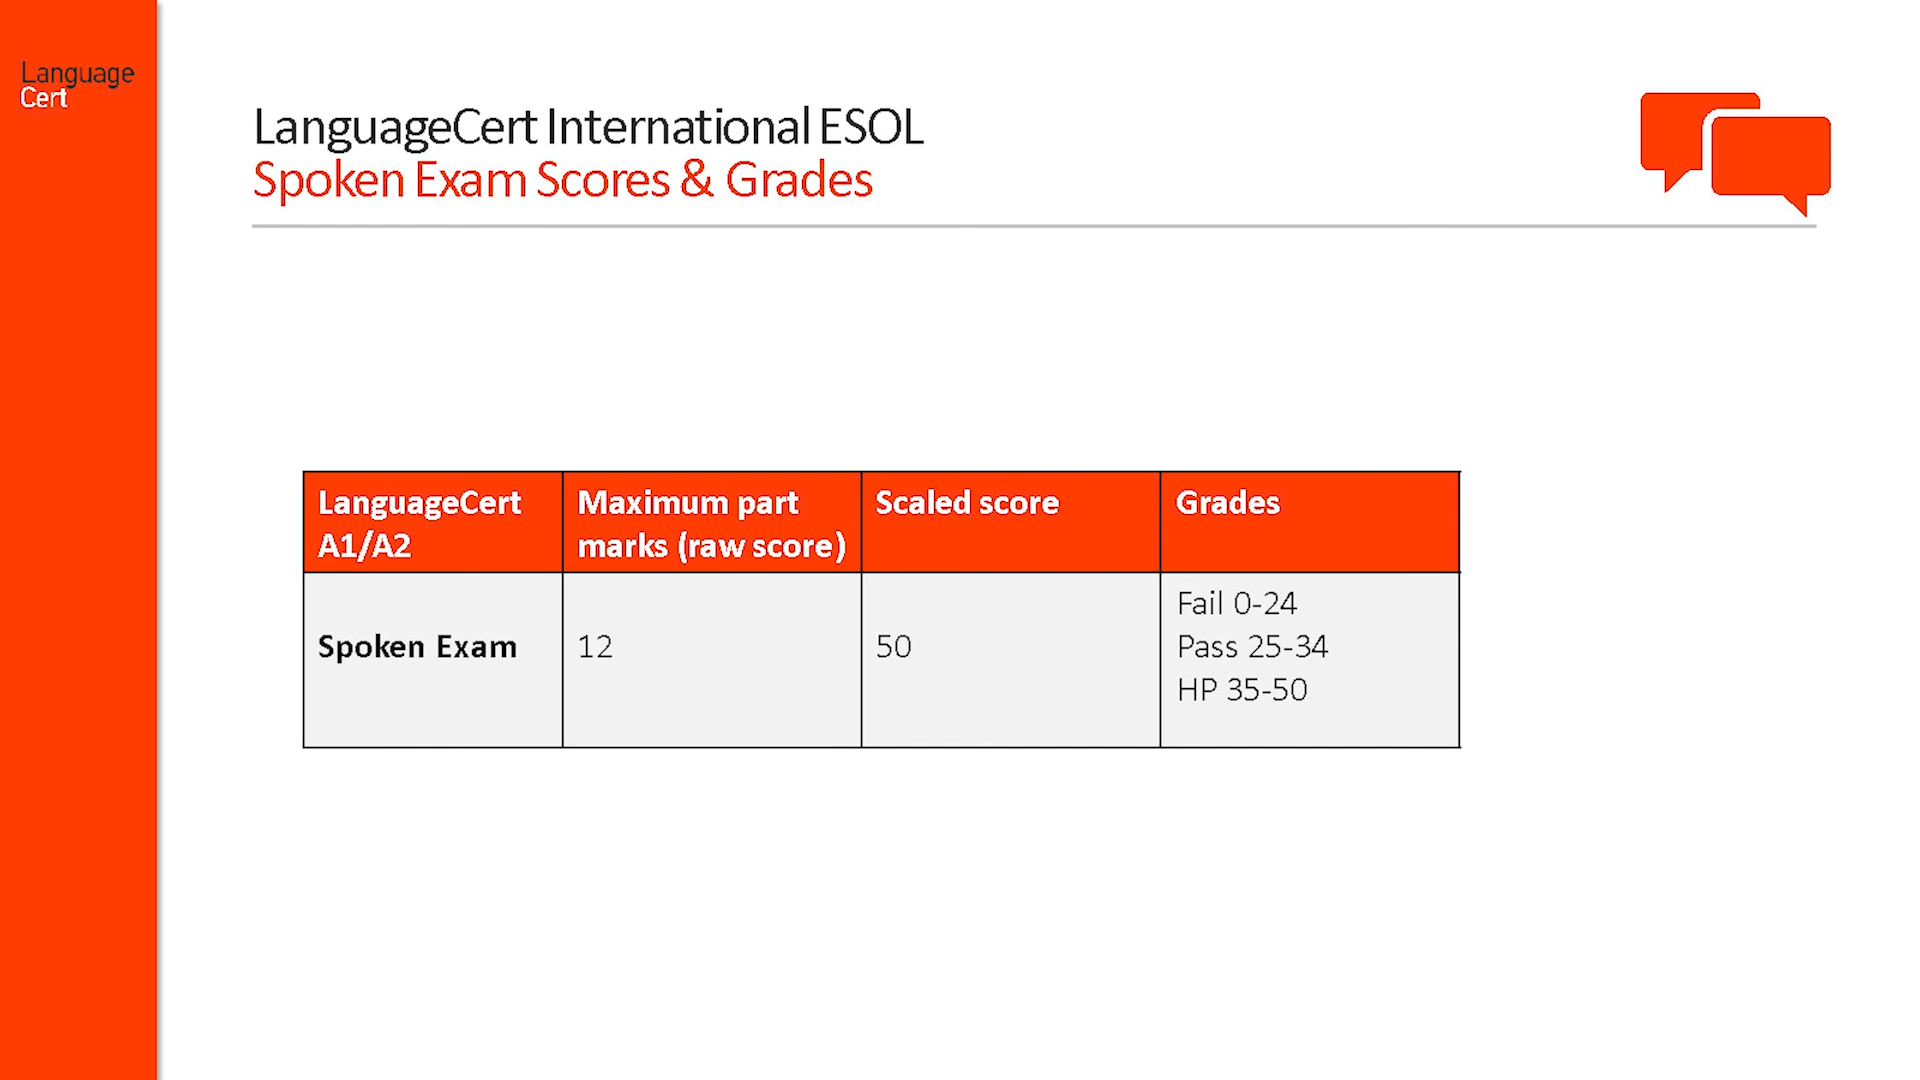 Language
Cert
LanguageCert International ESOL
Spoken Exam Scores & Grades
LanguageCert
A1/A2
Maximum part
marks (raw score)
Scaled score
Grades
Spoken Exam
12
50
Fail 0-24
Pass 25-34
HP 35-50